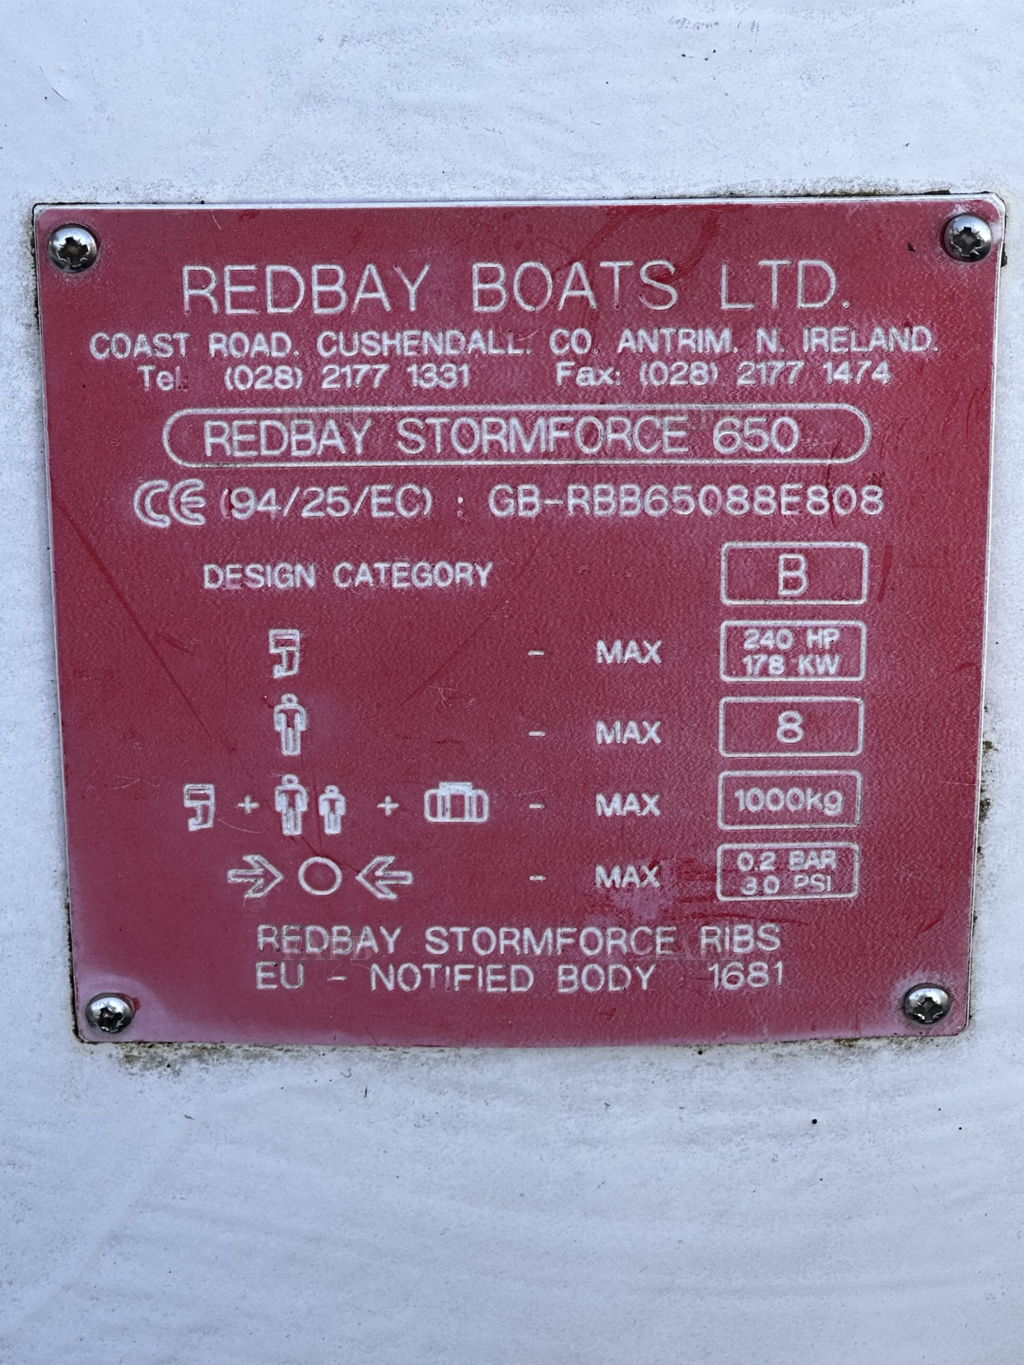 REDBAY BOATS LTD.
COAST ROAD. CUSHENDALL. CO. ANTRIM. N. IRELAND.
Tel: (028) 2177 1331 Fax: (028) 2177 1474
REDBAY STORMFORCE 650
CE (94/25/EC) : GB-RBB65088E808
DESIGN CATEGORY B
- MAX 240 HP
178 KW
- MAX 8
+ + - MAX 1000kg
- MAX 0.2 BAR
3.0 PSI
REDBAY STORMFORCE RIBS
EU - NOTIFIED BODY 1681